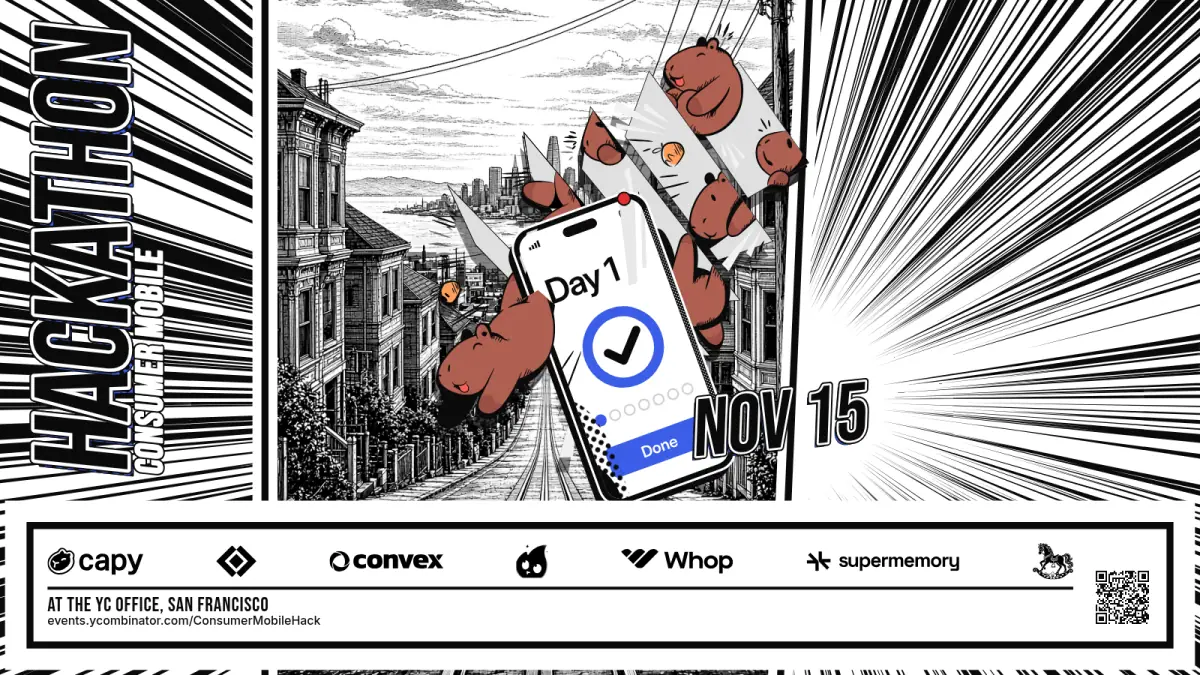 HACKATHON
CONSUMER MOBILE
Day 1
Done
NOV 15
capy
convex
Whop
supermemory
AT THE YC OFFICE, SAN FRANCISCO
events.ycombinator.com/ConsumerMobileHack